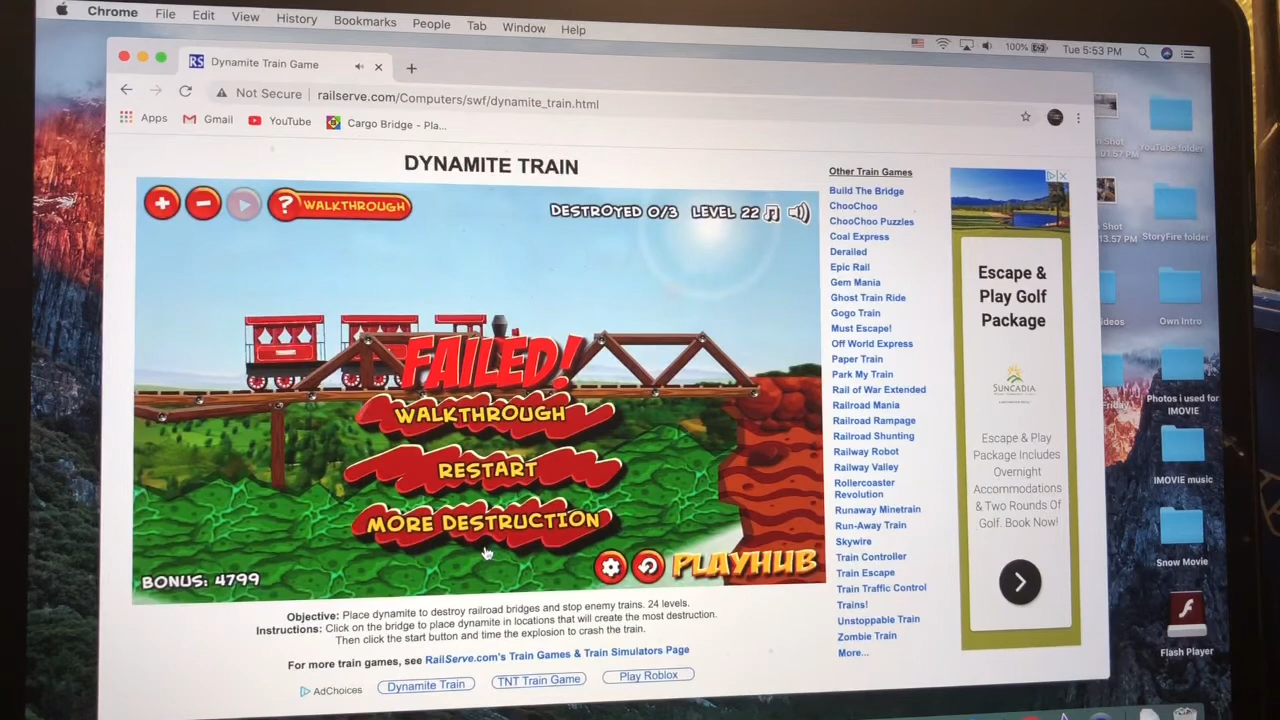 Chrome File Edit View History Bookmarks People Tab Window Help
100% Tue 5:53 PM
RS Dynamite Train Game
Not Secure railserve.com/Computers/swf/dynamite_train.html
Apps Gmail YouTube Cargo Bridge - Pla...
DYNAMITE TRAIN
WALKTHROUGH
DESTROYED 0/3 LEVEL 22
FAILED!
WALKTHROUGH
RESTART
MORE DESTRUCTION
BONUS: 4799
PLAYHUB
Objective: Place dynamite to destroy railroad bridges and stop enemy trains. 24 levels.
Instructions: Click on the bridge to place dynamite in locations that will create the most destruction.
Then click the start button and time the explosion to crash the train.
For more train games, see RailServe.com's Train Games & Train Simulators Page
AdChoices
Dynamite Train
TNT Train Game
Play Roblox
Other Train Games
Build The Bridge
ChooChoo
ChooChoo Puzzles
Coal Express
Derailed
Epic Rail
Gem Mania
Ghost Train Ride
Gogo Train
Must Escape!
Off World Express
Paper Train
Park My Train
Rail of War Extended
Railroad Mania
Railroad Rampage
Railroad Shunting
Railway Robot
Railway Valley
Rollercoaster
Revolution
Runaway Minetrain
Run-Away Train
Skywire
Train Controller
Train Escape
Train Traffic Control
Trains!
Unstoppable Train
Zombie Train
More...
Escape &
Play Golf
Package
SUNCADIA
Escape & Play
Package Includes
Overnight
Accommodations
& Two Rounds Of
Golf. Book Now!
Shot
YouTube folder
Shot
StoryFire folder
Own Intro
Friday
Photos i used for
IMOVIE
IMOVIE music
Snow Movie
Flash Player